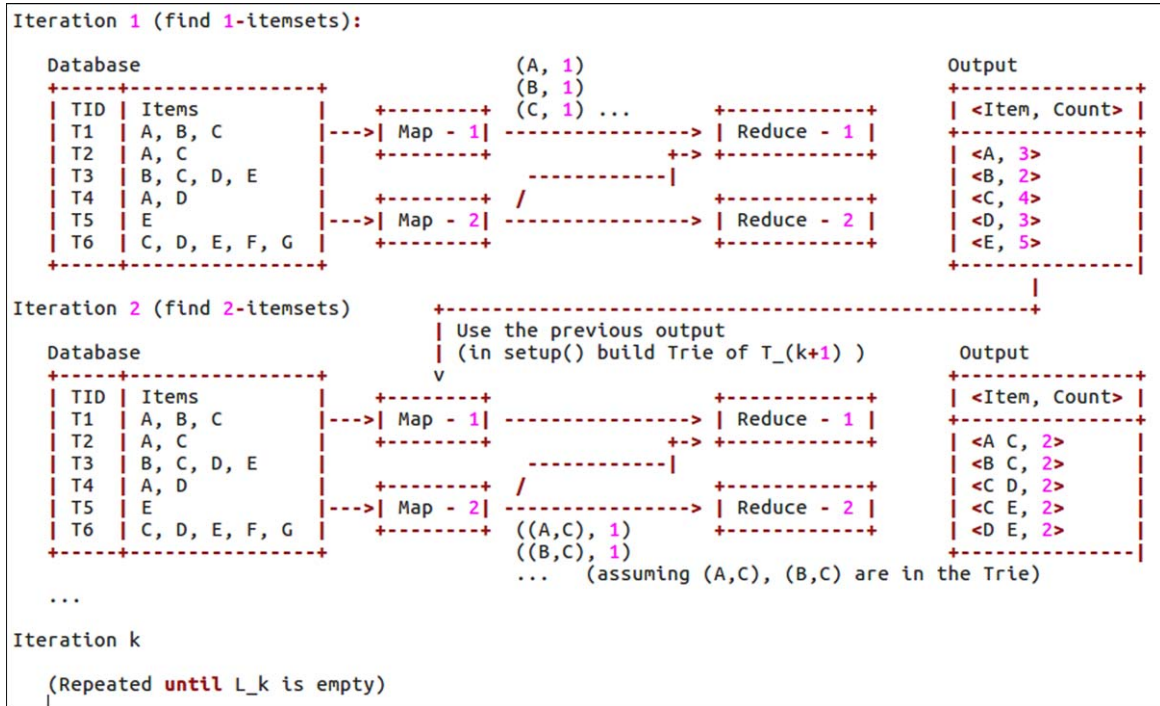 Iteration 1 (find 1-itemsets):
   Database                                                (A, 1)                                    Output
   +-----+----------------+                                (B, 1)                                    +----------------+
   | TID | Items          |     +--------+                 (C, 1) ...          +------------+        | <Item, Count>  |
   | T1  | A, B, C        |--->| Map - 1| -----------------> | Reduce - 1 |        +----------------+
   | T2  | A, C           |     +--------+                 +--> +------------+        | <A, 3>         |
   | T3  | B, C, D, E     |                 ------------|                              | <B, 2>         |
   | T4  | A, D           |     +--------+  /                   +------------+        | <C, 4>         |
   | T5  | E              |--->| Map - 2| -----------------> | Reduce - 2 |        | <D, 3>         |
   | T6  | C, D, E, F, G  |     +--------+                      +------------+        | <E, 5>         |
   +-----+----------------+                                                          +---------------|
                                                                                            |
Iteration 2 (find 2-itemsets)        +---------------------------------------------------+
                                     | Use the previous output
   Database                          | (in setup() build Trie of T_(k+1) )              Output
   +-----+----------------+          v                                               +----------------+
   | TID | Items          |     +--------+                      +------------+        | <Item, Count>  |
   | T1  | A, B, C        |--->| Map - 1| -----------------> | Reduce - 1 |        +----------------+
   | T2  | A, C           |     +--------+                 +--> +------------+        | <A C, 2>       |
   | T3  | B, C, D, E     |                 ------------|                              | <B C, 2>       |
   | T4  | A, D           |     +--------+  /                   +------------+        | <C D, 2>       |
   | T5  | E              |--->| Map - 2| -----------------> | Reduce - 2 |        | <C E, 2>       |
   | T6  | C, D, E, F, G  |     +--------+  ((A,C), 1)          +------------+        | <D E, 2>       |
   +-----+----------------+                 ((B,C), 1)                               +---------------|
                                            ...   (assuming (A,C), (B,C) are in the Trie)
   ...
Iteration k
   (Repeated until L_k is empty)